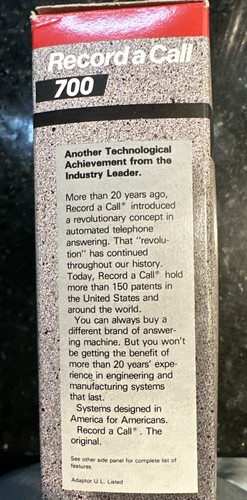 Record a Call
700
Another Technological
Achievement from the
Industry Leader.
More than 20 years ago,
Record a Call® introduced
a revolutionary concept in
automated telephone
answering. That "revolu-
tion" has continued
throughout our history.
Today, Record a Call® hold
more than 150 patents in
the United States and
around the world.
You can always buy a
different brand of answer-
ing machine. But you won't
be getting the benefit of
more than 20 years' expe-
rience in engineering and
manufacturing systems
that last.
Systems designed in
America for Americans.
Record a Call®. The
original.
See other side panel for complete list of
features
Adaptor U.L. Listed